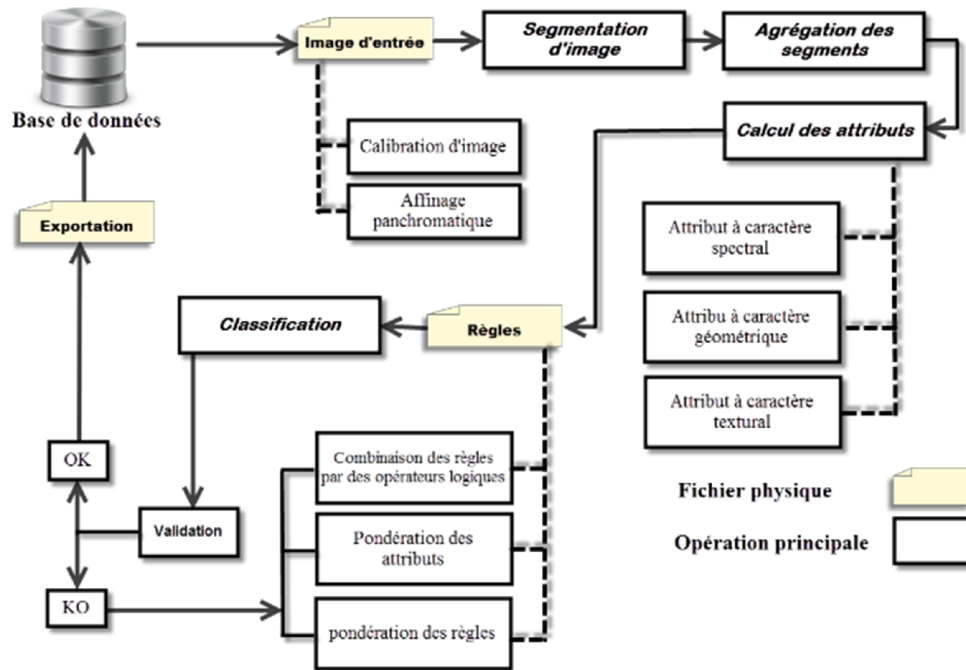 Base de données
Image d'entrée
Segmentation
d'image
Agrégation des
segments
Calibration d'image
Affinage
panchromatique
Calcul des attributs
Exportation
Attribut à caractère
spectral
Attribu à caractère
géométrique
Attribut à caractère
textural
Classification
Règles
OK
Validation
KO
Combinaison des règles
par des opérateurs logiques
Pondération des
attributs
pondération des règles
Fichier physique
Opération principale